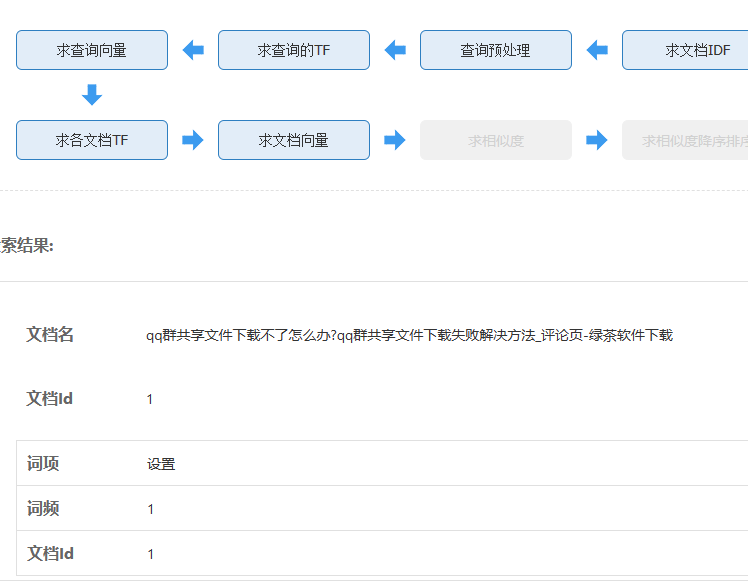 求查询向量
求查询的TF
查询预处理
求文档IDF
求各文档TF
求文档向量
求相似度
求相似度降序排序
索结果:
文档名 qq群共享文件下载不了怎么办?qq群共享文件下载失败解决方法_评论页-绿茶软件下载
文档Id 1
词项 设置
词频 1
文档Id 1